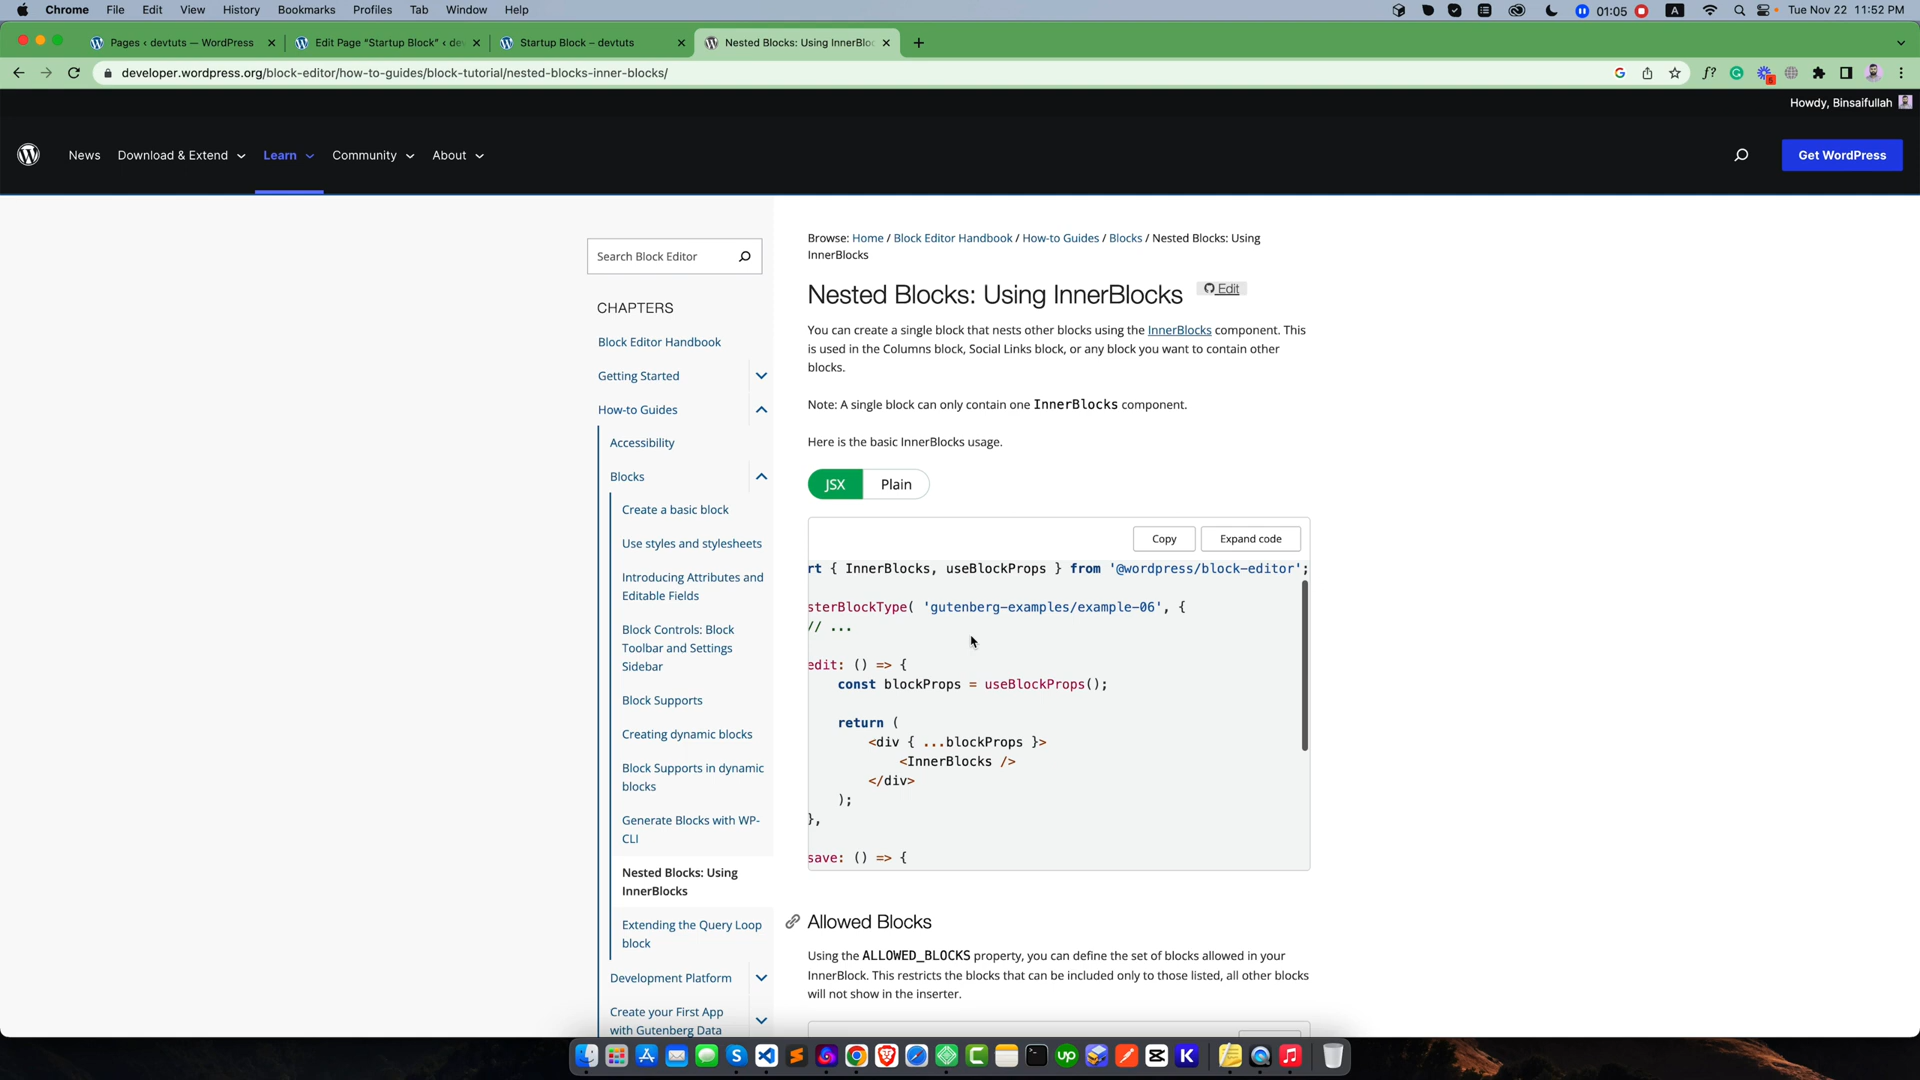 Chrome File Edit View History Bookmarks Profiles Tab Window Help 01:05 A Tue Nov 22 11:52 PM
Pages ‹ devtuts — WordPress Edit Page “Startup Block” ‹ dev Startup Block – devtuts Nested Blocks: Using InnerBloc
developer.wordpress.org/block-editor/how-to-guides/block-tutorial/nested-blocks-inner-blocks/
Howdy, Binsaifullah
News Download & Extend Learn Community About Get WordPress
Search Block Editor
CHAPTERS
Block Editor Handbook
Getting Started
How-to Guides
Accessibility
Blocks
Create a basic block
Use styles and stylesheets
Introducing Attributes and
Editable Fields
Block Controls: Block
Toolbar and Settings
Sidebar
Block Supports
Creating dynamic blocks
Block Supports in dynamic
blocks
Generate Blocks with WP-
CLI
Nested Blocks: Using
InnerBlocks
Extending the Query Loop
block
Development Platform
Create your First App
with Gutenberg Data
Browse: Home / Block Editor Handbook / How-to Guides / Blocks / Nested Blocks: Using
InnerBlocks
Nested Blocks: Using InnerBlocks Edit
You can create a single block that nests other blocks using the InnerBlocks component. This
is used in the Columns block, Social Links block, or any block you want to contain other
blocks.
Note: A single block can only contain one InnerBlocks component.
Here is the basic InnerBlocks usage.
JSX Plain
Copy Expand code
rt { InnerBlocks, useBlockProps } from '@wordpress/block-editor';
sterBlockType( 'gutenberg-examples/example-06', {
// ...
edit: () => {
const blockProps = useBlockProps();
return (
<div { ...blockProps }>
<InnerBlocks />
</div>
);
},
save: () => {
Allowed Blocks
Using the ALLOWED_BLOCKS property, you can define the set of blocks allowed in your
InnerBlock. This restricts the blocks that can be included only to those listed, all other blocks
will not show in the inserter.